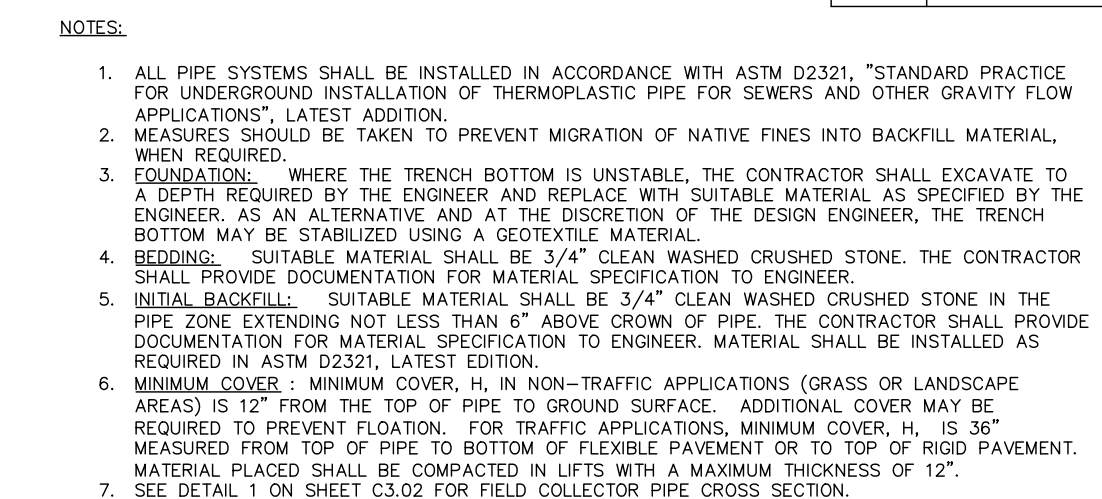 NOTES:
1. ALL PIPE SYSTEMS SHALL BE INSTALLED IN ACCORDANCE WITH ASTM D2321, "STANDARD PRACTICE
FOR UNDERGROUND INSTALLATION OF THERMOPLASTIC PIPE FOR SEWERS AND OTHER GRAVITY FLOW
APPLICATIONS", LATEST ADDITION.
2. MEASURES SHOULD BE TAKEN TO PREVENT MIGRATION OF NATIVE FINES INTO BACKFILL MATERIAL,
WHEN REQUIRED.
3. FOUNDATION: WHERE THE TRENCH BOTTOM IS UNSTABLE, THE CONTRACTOR SHALL EXCAVATE TO
A DEPTH REQUIRED BY THE ENGINEER AND REPLACE WITH SUITABLE MATERIAL AS SPECIFIED BY THE
ENGINEER. AS AN ALTERNATIVE AND AT THE DISCRETION OF THE DESIGN ENGINEER, THE TRENCH
BOTTOM MAY BE STABILIZED USING A GEOTEXTILE MATERIAL.
4. BEDDING: SUITABLE MATERIAL SHALL BE 3/4" CLEAN WASHED CRUSHED STONE. THE CONTRACTOR
SHALL PROVIDE DOCUMENTATION FOR MATERIAL SPECIFICATION TO ENGINEER.
5. INITIAL BACKFILL: SUITABLE MATERIAL SHALL BE 3/4" CLEAN WASHED CRUSHED STONE IN THE
PIPE ZONE EXTENDING NOT LESS THAN 6" ABOVE CROWN OF PIPE. THE CONTRACTOR SHALL PROVIDE
DOCUMENTATION FOR MATERIAL SPECIFICATION TO ENGINEER. MATERIAL SHALL BE INSTALLED AS
REQUIRED IN ASTM D2321, LATEST EDITION.
6. MINIMUM COVER : MINIMUM COVER, H, IN NON-TRAFFIC APPLICATIONS (GRASS OR LANDSCAPE
AREAS) IS 12" FROM THE TOP OF PIPE TO GROUND SURFACE. ADDITIONAL COVER MAY BE
REQUIRED TO PREVENT FLOATION. FOR TRAFFIC APPLICATIONS, MINIMUM COVER, H, IS 36"
MEASURED FROM TOP OF PIPE TO BOTTOM OF FLEXIBLE PAVEMENT OR TO TOP OF RIGID PAVEMENT.
MATERIAL PLACED SHALL BE COMPACTED IN LIFTS WITH A MAXIMUM THICKNESS OF 12".
7. SEE DETAIL 1 ON SHEET C3.02 FOR FIELD COLLECTOR PIPE CROSS SECTION.